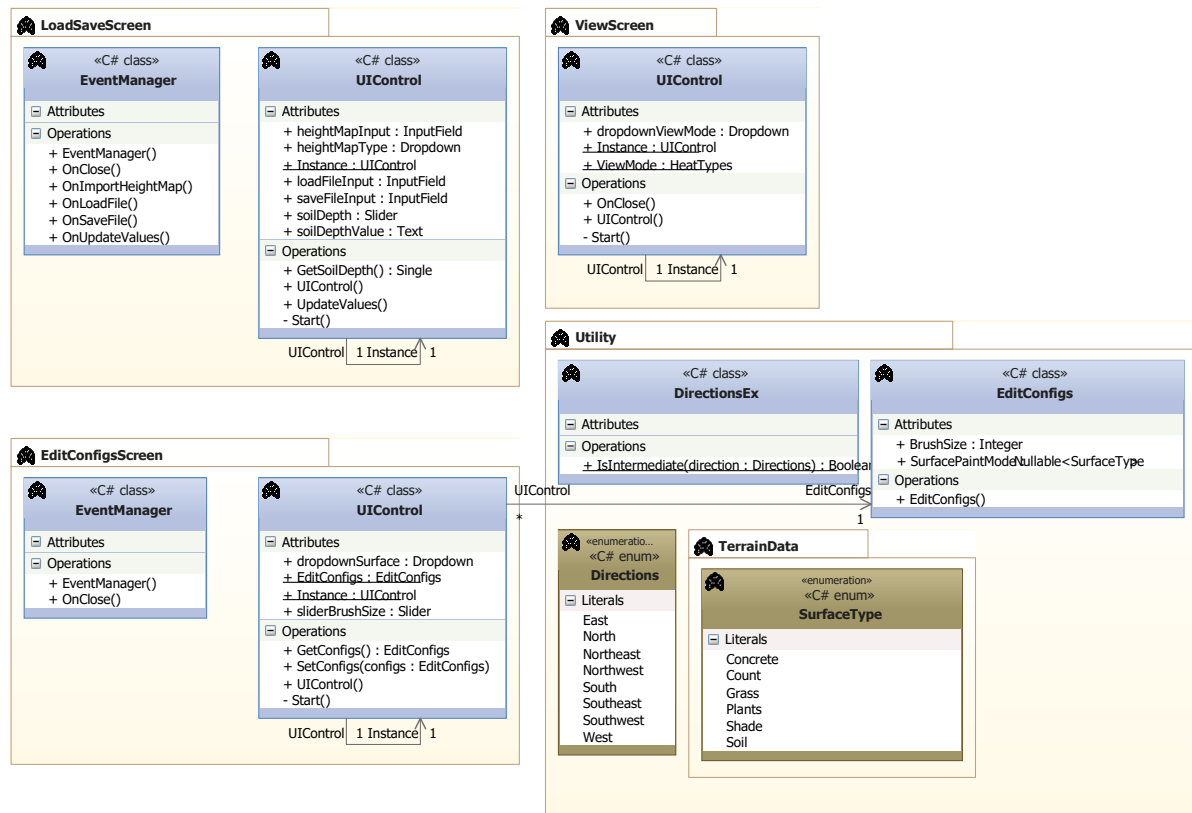 LoadSaveScreen
«C# class»
EventManager
Attributes
Operations
+ EventManager()
+ OnClose()
+ OnImportHeightMap()
+ OnLoadFile()
+ OnSaveFile()
+ OnUpdateValues()
«C# class»
UIControl
Attributes
+ heightMapInput : InputField
+ heightMapType : Dropdown
+ Instance : UIControl
+ loadFileInput : InputField
+ saveFileInput : InputField
+ soilDepth : Slider
+ soilDepthValue : Text
Operations
+ GetSoilDepth() : Single
+ UIControl()
+ UpdateValues()
- Start()
UIControl 1 Instance 1
ViewScreen
«C# class»
UIControl
Attributes
+ dropdownViewMode : Dropdown
+ Instance : UIControl
+ ViewMode : HeatTypes
Operations
+ OnClose()
+ UIControl()
- Start()
UIControl 1 Instance 1
Utility
«C# class»
DirectionsEx
Attributes
Operations
+ IsIntermediate(direction : Directions) : Boolean
«C# class»
EditConfigs
Attributes
+ BrushSize : Integer
+ SurfacePaintMode : Nullable<SurfaceType>
Operations
+ EditConfigs()
EditConfigsScreen
«C# class»
EventManager
Attributes
Operations
+ EventManager()
+ OnClose()
«C# class»
UIControl
Attributes
+ dropdownSurface : Dropdown
+ EditConfigs : EditConfigs
+ Instance : UIControl
+ sliderBrushSize : Slider
Operations
+ GetConfigs() : EditConfigs
+ SetConfigs(configs : EditConfigs)
+ UIControl()
- Start()
UIControl 1 Instance 1
UIControl EditConfigs
* 1
«enumeratio...
«C# enum»
Directions
Literals
East
North
Northeast
Northwest
South
Southeast
Southwest
West
TerrainData
«enumeration»
«C# enum»
SurfaceType
Literals
Concrete
Count
Grass
Plants
Shade
Soil